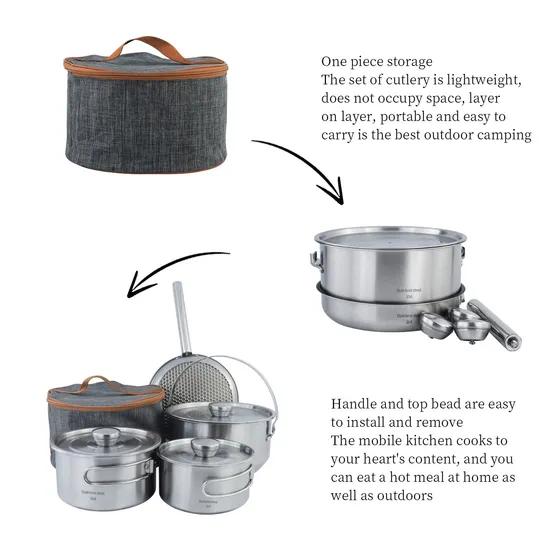 One piece storage
The set of cutlery is lightweight,
does not occupy space, layer
on layer, portable and easy to
carry is the best outdoor camping
Handle and top bead are easy
to install and remove
The mobile kitchen cooks to
your heart's content, and you
can eat a hot meal at home as
well as outdoors